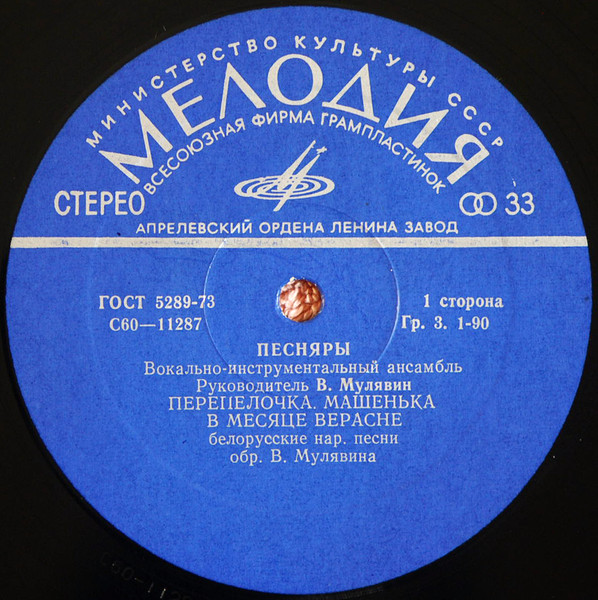 МИНИСТЕРСТВО КУЛЬТУРЫ СССР
МЕЛОДИЯ
ВСЕСОЮЗНАЯ ФИРМА ГРАМПЛАСТИНОК
СТЕРЕО
33
АПРЕЛЕВСКИЙ ОРДЕНА ЛЕНИНА ЗАВОД
ГОСТ 5289-73
С60—11287
1 сторона
Гр. 3. 1-90
ПЕСНЯРЫ
Вокально-инструментальный ансамбль
Руководитель В. Мулявин
ПЕРЕПЕЛОЧКА. МАШЕНЬКА
В МЕСЯЦЕ ВЕРАСНЕ
белорусские нар. песни
обр. В. Мулявина